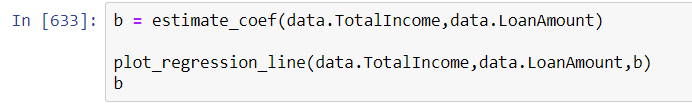 In [633]: b = estimate_coef(data.TotalIncome,data.LoanAmount)
plot_regression_line(data.TotalIncome,data.LoanAmount,b)
b